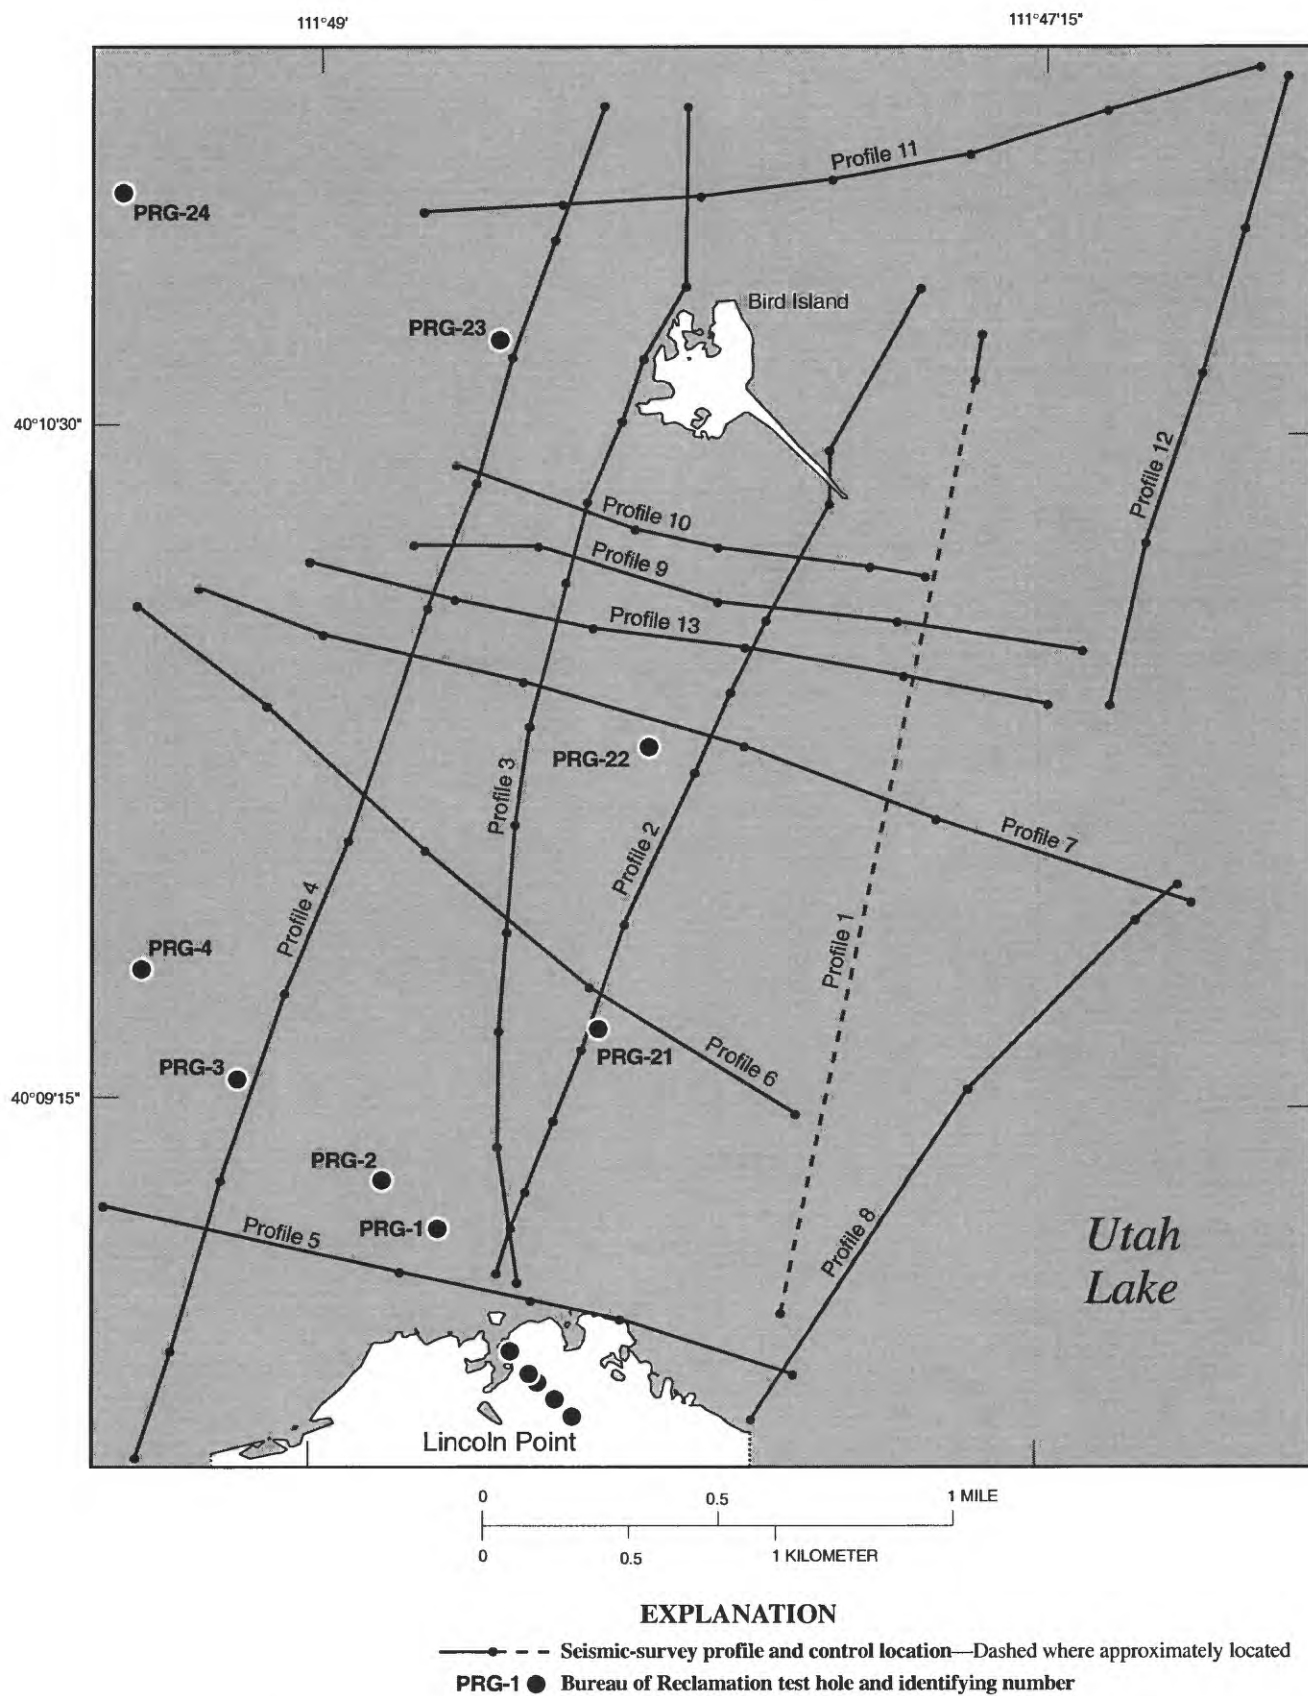 111°49'
111°47'15"
Profile 11
PRG-24
Bird Island
PRG-23
40°10'30"
Profile 12
Profile 10
Profile 9
Profile 13
PRG-22
Profile 3
Profile 2
Profile 7
Profile 4
PRG-4
Profile 1
PRG-21
Profile 6
PRG-3
40°09'15"
PRG-2
PRG-1
Profile 5
Profile 8
Utah
Lake
Lincoln Point
0 0.5 1 MILE
0 0.5 1 KILOMETER
EXPLANATION
Seismic-survey profile and control location—Dashed where approximately located
PRG-1 Bureau of Reclamation test hole and identifying number